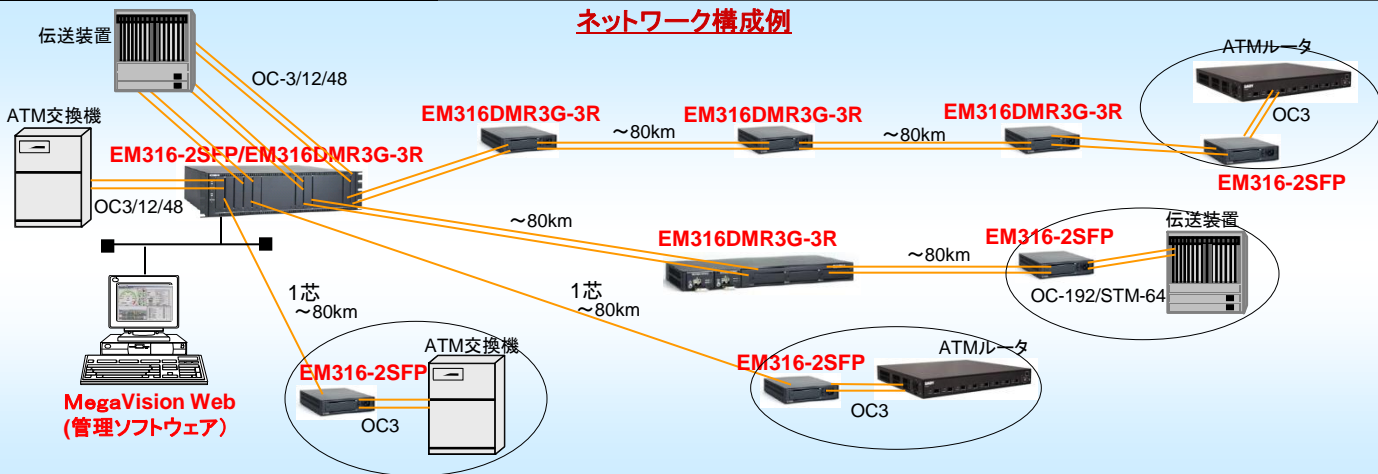 ネットワーク構成例
伝送装置
OC-3/12/48
ATM交換機
EM316-2SFP/EM316DMR3G-3R
OC3/12/48
EM316DMR3G-3R
~80km
EM316DMR3G-3R
~80km
EM316DMR3G-3R
ATMルータ
OC3
EM316-2SFP
~80km
EM316DMR3G-3R
~80km
EM316-2SFP
伝送装置
OC-192/STM-64
1芯
~80km
1芯
~80km
MegaVision Web
(管理ソフトウェア)
ATM交換機
EM316-2SFP
OC3
ATMルータ
EM316-2SFP
OC3